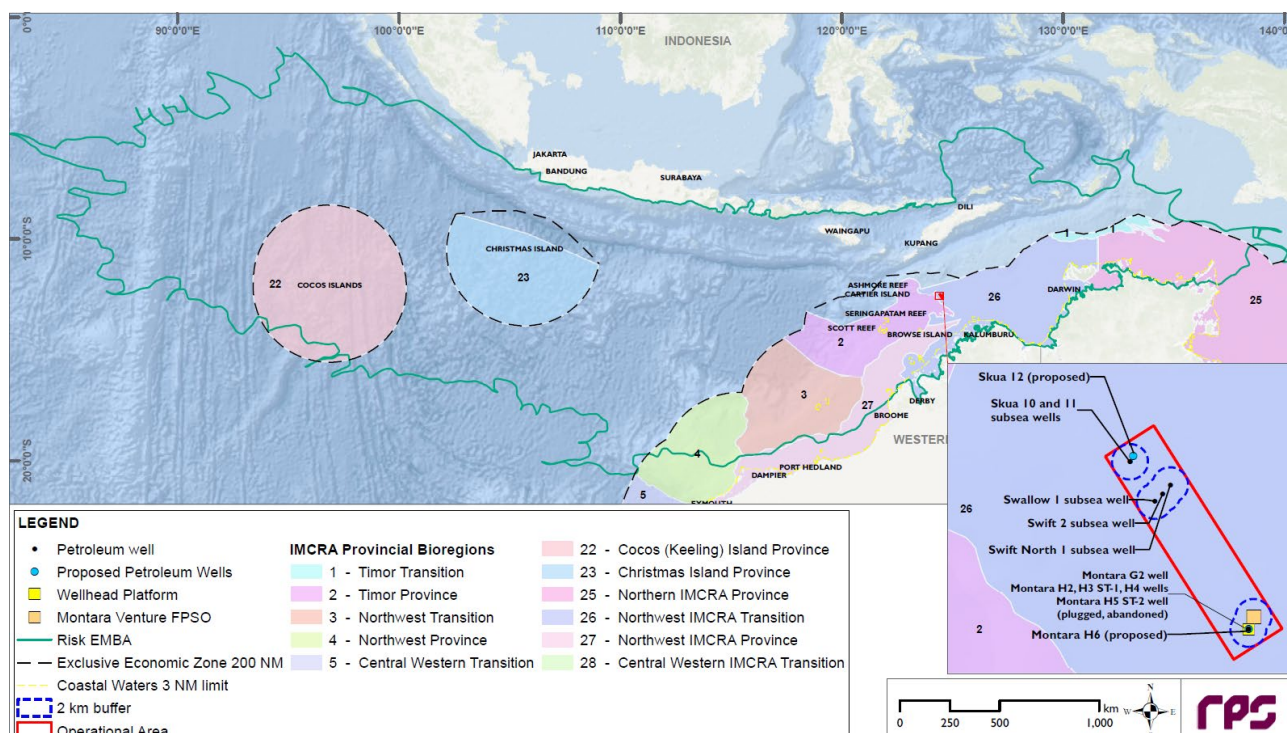 0°0'
90°0'0"E
100°0'0"E
110°0'0"E
120°0'0"E
130°0'0"E
140°0'
INDONESIA
JAKARTA
BANDUNG
SURABAYA
DILI
WAINGAPU
KUPANG
10°0'0"S
CHRISTMAS ISLAND
23
22
COCOS ISLANDS
1
1
ASHMORE REEF
CARTIER ISLAND
26
DARWIN
25
SERINGAPATAM REEF
SCOTT REEF
BROWSE ISLAND
KALUMBURU
2
3
27
DERBY
BROOME
WESTERN
20°0'0"S
4
PORT HEDLAND
DAMPIER
5
EXMOUTH
Skua 12 (proposed)
Skua 10 and 11
subsea wells
Swallow 1 subsea well
26
Swift 2 subsea well
Swift North 1 subsea well
Montara G2 well
Montara H2, H3 ST-1, H4 wells
Montara H5 ST-2 well
(plugged, abandoned)
2
Montara H6 (proposed)
LEGEND
Petroleum well
Proposed Petroleum Wells
Wellhead Platform
Montara Venture FPSO
Risk EMBA
Exclusive Economic Zone 200 NM
Coastal Waters 3 NM limit
2 km buffer
Operational Area
IMCRA Provincial Bioregions
1 - Timor Transition
2 - Timor Province
3 - Northwest Transition
4 - Northwest Province
5 - Central Western Transition
22 - Cocos (Keeling) Island Province
23 - Christmas Island Province
25 - Northern IMCRA Province
26 - Northwest IMCRA Transition
27 - Northwest IMCRA Province
28 - Central Western IMCRA Transition
km
0 250 500 1,000
N
W E
S
rps